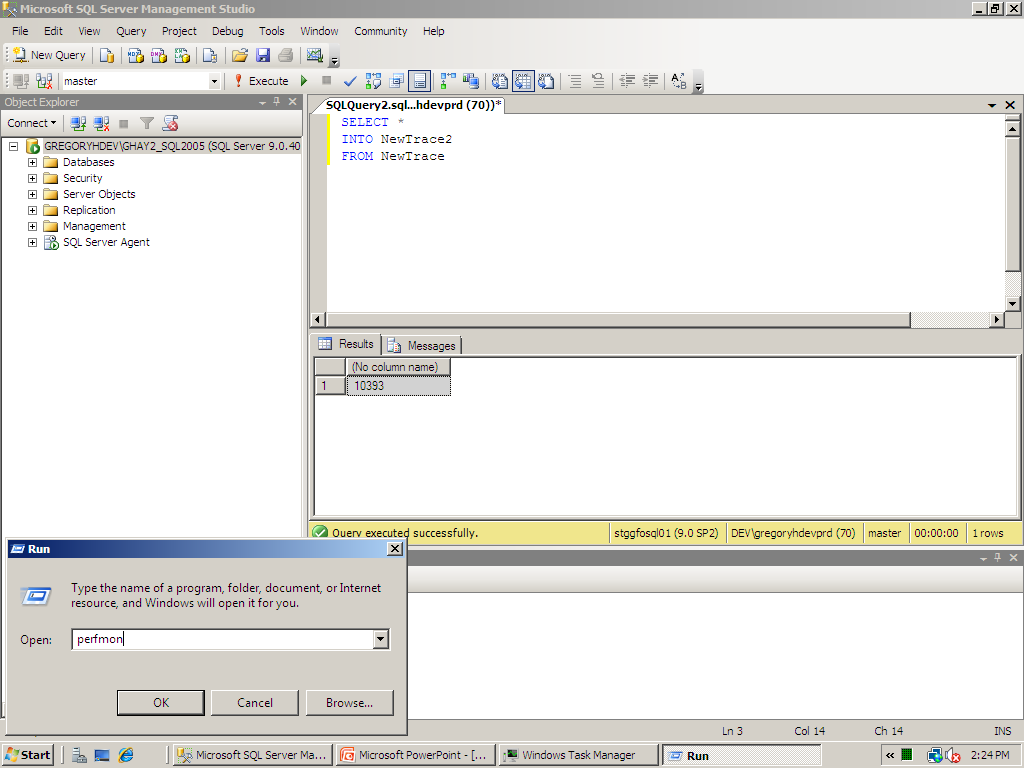 Microsoft SQL Server Management Studio
File Edit View Query Project Debug Tools Window Community Help
New Query
master Execute
Object Explorer
Connect
GREGORYHDEV\GHAY2_SQL2005 (SQL Server 9.0.40
Databases
Security
Server Objects
Replication
Management
SQL Server Agent
SQLQuery2.sql...hdevprd (70))*
SELECT *
INTO NewTrace2
FROM NewTrace
Results Messages
(No column name)
1 10393
Query executed successfully. stggfosql01 (9.0 SP2) DEV\gregoryhdevprd (70) master 00:00:00 1 rows
Run
Type the name of a program, folder, document, or Internet
resource, and Windows will open it for you.
Open: perfmon
OK Cancel Browse...
Ln 3 Col 14 Ch 14 INS
Start Microsoft SQL Server Ma... Microsoft PowerPoint - [... Windows Task Manager Run 2:24 PM